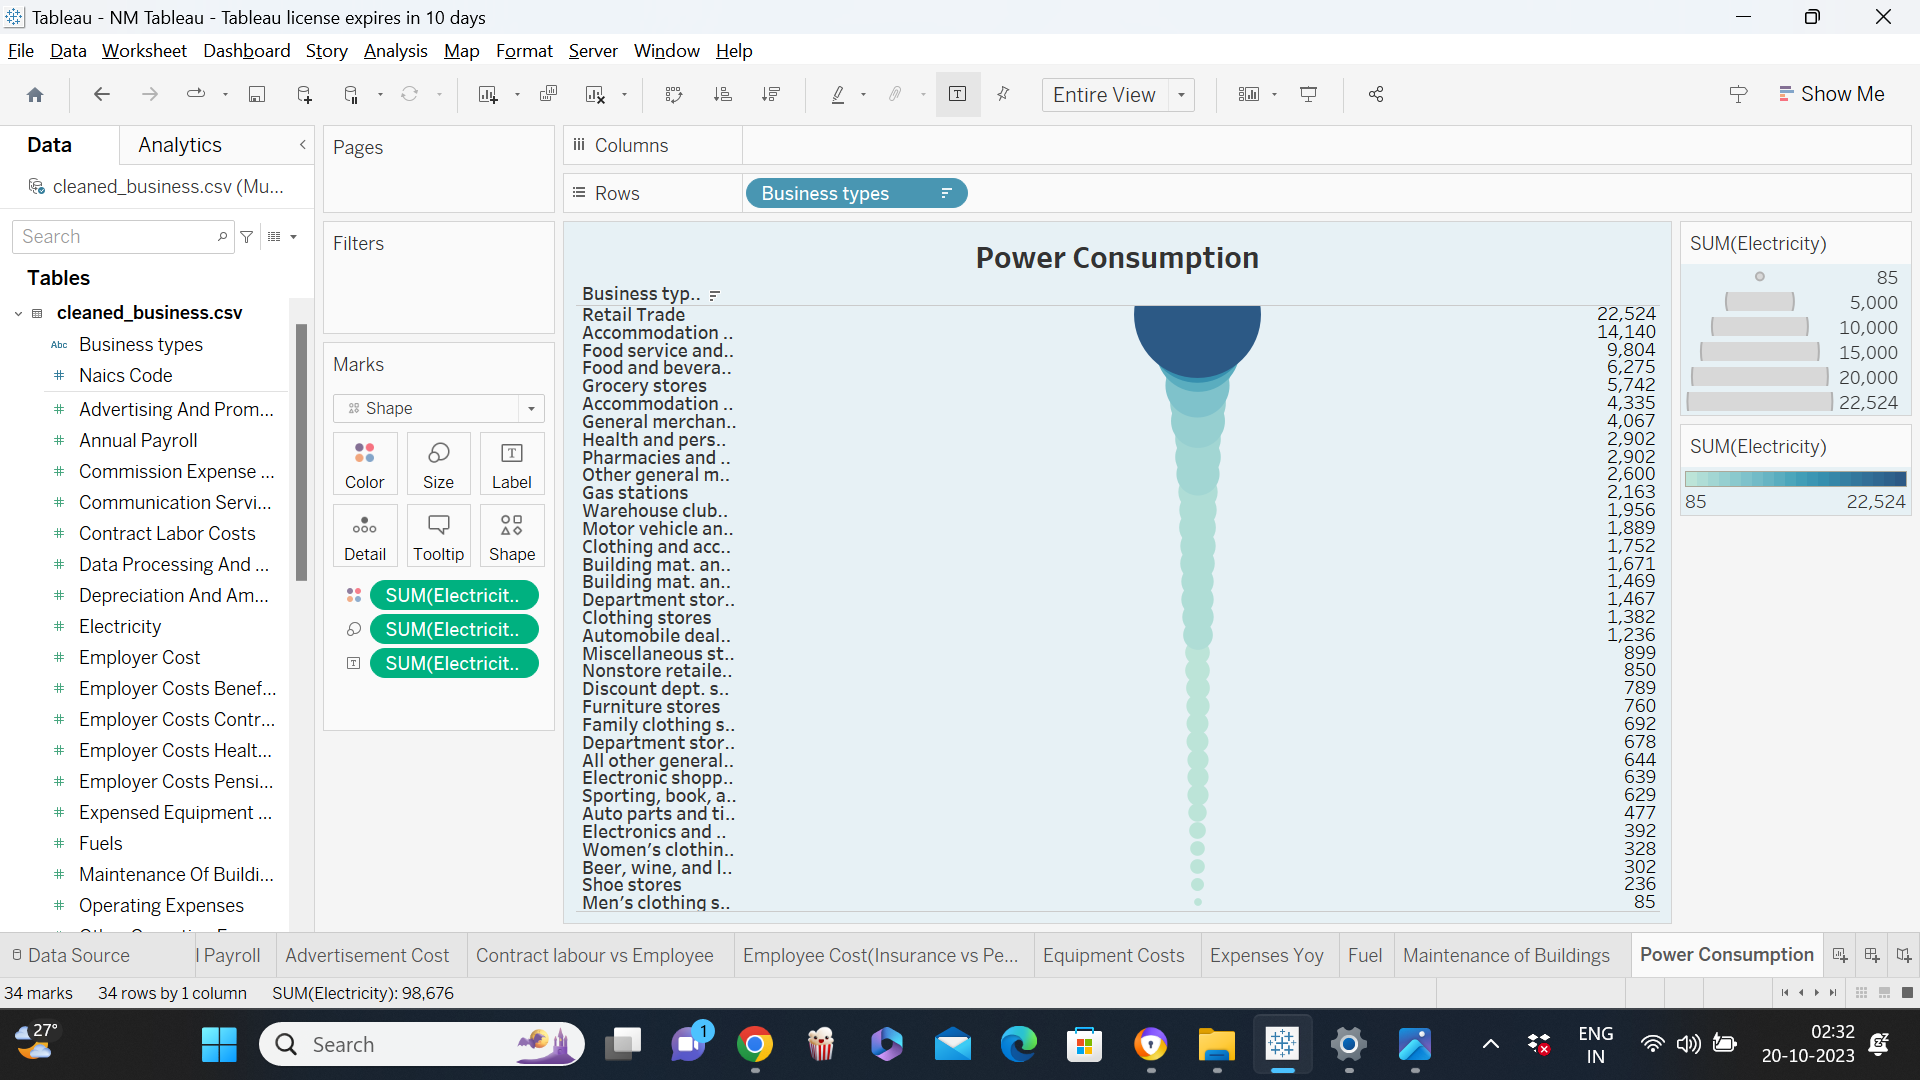 Tableau - NM Tableau - Tableau license expires in 10 days
File Data Worksheet Dashboard Story Analysis Map Format Server Window Help
Entire View
Show Me
Data Analytics
cleaned_business.csv (Mu...
Search
Tables
cleaned_business.csv
Abc Business types
# Naics Code
# Advertising And Prom...
# Annual Payroll
# Commission Expense ...
# Communication Servi...
# Contract Labor Costs
# Data Processing And ...
# Depreciation And Am...
# Electricity
# Employer Cost
# Employer Costs Benef...
# Employer Costs Contr...
# Employer Costs Healt...
# Employer Costs Pensi...
# Expensed Equipment ...
# Fuels
# Maintenance Of Buildi...
# Operating Expenses
Pages
Filters
Marks
Shape
Color Size Label
Detail Tooltip Shape
SUM(Electricit..
SUM(Electricit..
SUM(Electricit..
Columns
Rows Business types
Power Consumption
Business typ..
Retail Trade 22,524
Accommodation .. 14,140
Food service and.. 9,804
Food and bevera.. 6,275
Grocery stores 5,742
Accommodation .. 4,335
General merchan.. 4,067
Health and pers.. 2,902
Pharmacies and .. 2,902
Other general m.. 2,600
Gas stations 2,163
Warehouse club.. 1,956
Motor vehicle an.. 1,889
Clothing and acc.. 1,752
Building mat. an.. 1,671
Building mat. an.. 1,469
Department stor.. 1,467
Clothing stores 1,382
Automobile deal.. 1,236
Miscellaneous st.. 899
Nonstore retaile.. 850
Discount dept. s.. 789
Furniture stores 760
Family clothing s.. 692
Department stor.. 678
All other general.. 644
Electronic shopp.. 639
Sporting, book, a.. 629
Auto parts and ti.. 477
Electronics and .. 392
Women's clothin.. 328
Beer, wine, and l.. 302
Shoe stores 236
Men's clothing s.. 85
SUM(Electricity)
85
5,000
10,000
15,000
20,000
22,524
SUM(Electricity)
85 22,524
Data Source l Payroll Advertisement Cost Contract labour vs Employee Employee Cost(Insurance vs Pe... Equipment Costs Expenses Yoy Fuel Maintenance of Buildings Power Consumption
34 marks 34 rows by 1 column SUM(Electricity): 98,676
27°
Search
1
ENG
IN
02:32
20-10-2023